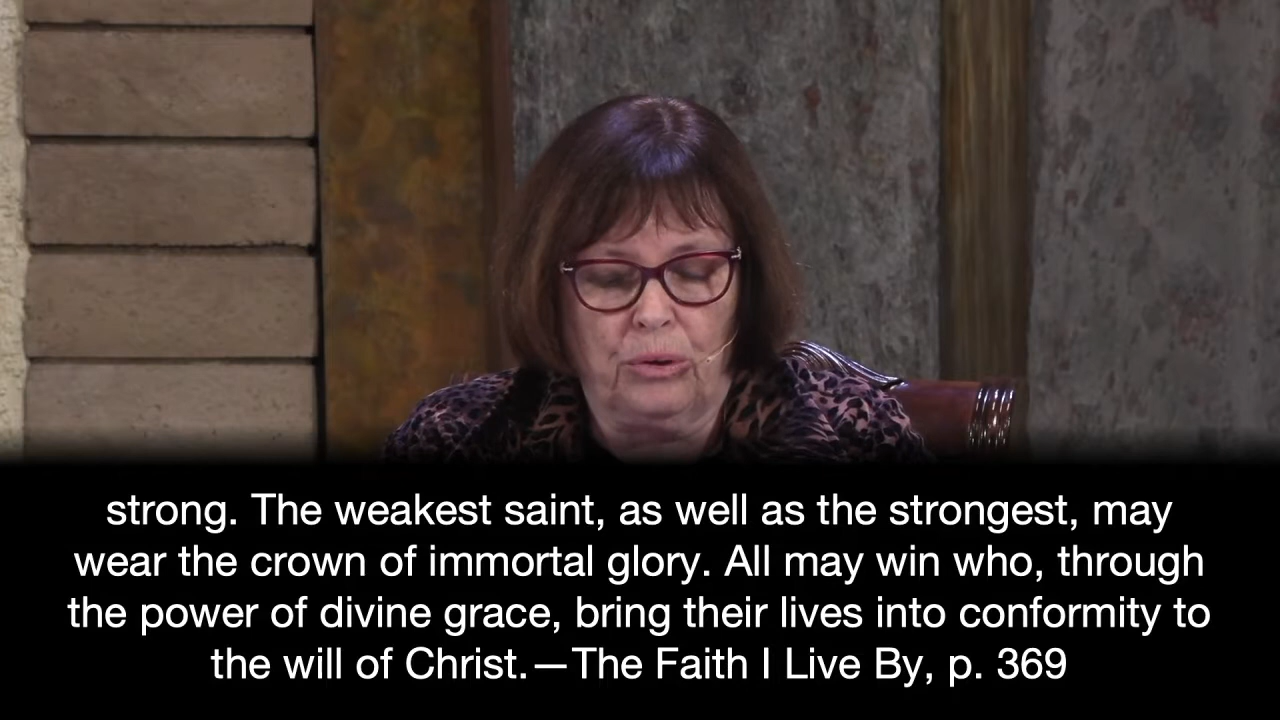 strong. The weakest saint, as well as the strongest, may
wear the crown of immortal glory. All may win who, through
the power of divine grace, bring their lives into conformity to
the will of Christ.—The Faith I Live By, p. 369